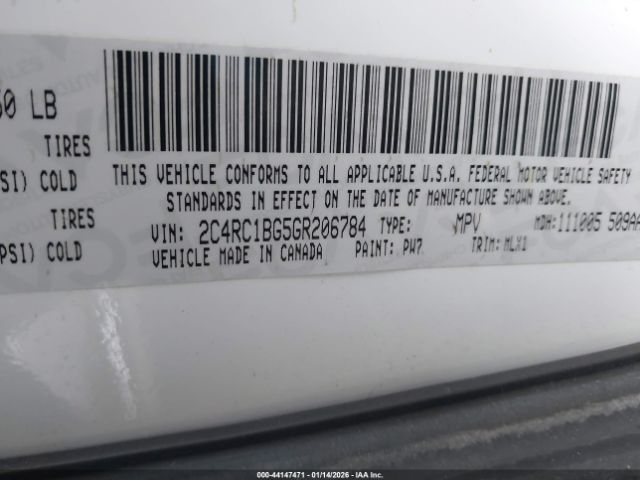 50 LB
TIRES
PSI) COLD
TIRES
PSI) COLD
THIS VEHICLE CONFORMS TO ALL APPLICABLE U.S.A. FEDERAL MOTOR VEHICLE SAFETY
STANDARDS IN EFFECT ON THE DATE OF MANUFACTURE SHOWN ABOVE.
VIN: 2C4RC1BG5GR206784 TYPE: MPV MDH:111005 509AA
VEHICLE MADE IN CANADA PAINT: PW7 TRIM: MLX1
000-44147471 | 01/14/2026 | IAA Inc.